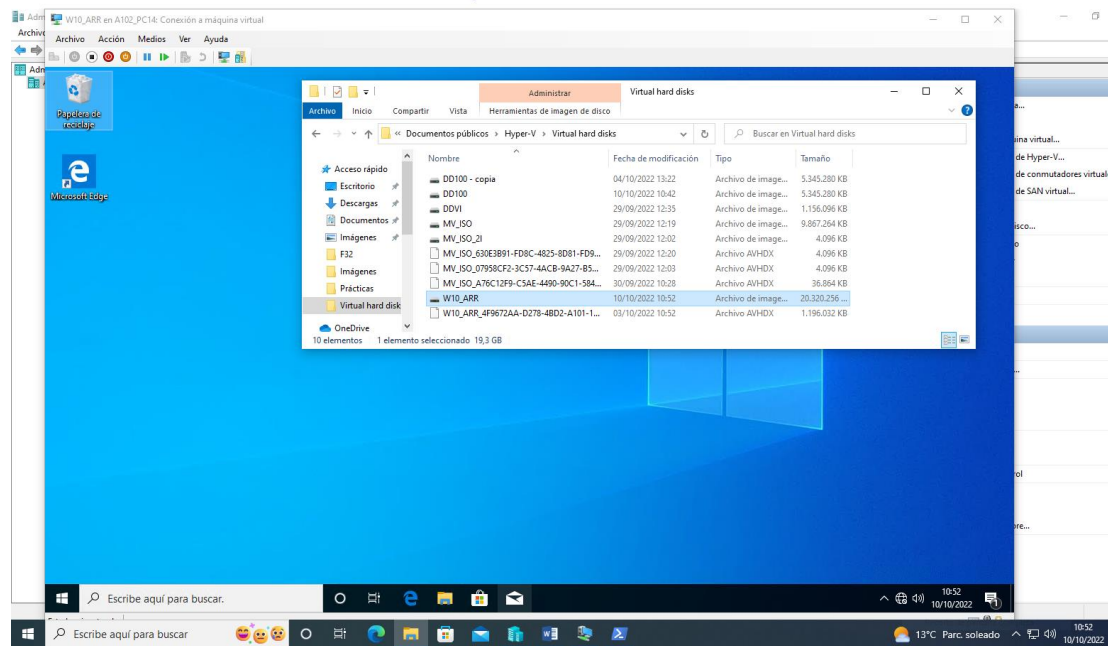 Adm
W10_ARR en A102_PC14: Conexión a máquina virtual
Archivo
Archivo Acción Medios Ver Ayuda
Adm
Papelera de
reciclaje
Microsoft Edge
Administrar Virtual hard disks
Archivo Inicio Compartir Vista Herramientas de imagen de disco
« Documentos públicos > Hyper-V > Virtual hard disks
Buscar en Virtual hard disks
Nombre Fecha de modificación Tipo Tamaño
Acceso rápido
Escritorio
Descargas
Documentos
Imágenes
F32
Imágenes
Prácticas
Virtual hard disk
OneDrive
DD100 - copia 04/10/2022 13:22 Archivo de image... 5.345.280 KB
DD100 10/10/2022 10:42 Archivo de image... 5.345.280 KB
DDVI 29/09/2022 12:35 Archivo de image... 1.156.096 KB
MV_ISO 29/09/2022 12:19 Archivo de image... 9.867.264 KB
MV_ISO_2I 29/09/2022 12:02 Archivo de image... 4.096 KB
MV_ISO_630E3B91-FD8C-4825-8D81-FD9... 29/09/2022 12:20 Archivo AVHDX 4.096 KB
MV_ISO_07958CF2-3C57-4ACB-9A27-B5... 29/09/2022 12:03 Archivo AVHDX 4.096 KB
MV_ISO_A76C12F9-C5AE-4490-90C1-584... 30/09/2022 10:28 Archivo AVHDX 36.864 KB
W10_ARR 10/10/2022 10:52 Archivo de image... 20.320.256 ...
W10_ARR_4F9672AA-D278-4BD2-A101-1... 03/10/2022 10:52 Archivo AVHDX 1.196.032 KB
10 elementos 1 elemento seleccionado 19,3 GB
a...
ina virtual...
de Hyper-V...
de conmutadores virtual
de SAN virtual...
isco...
o
...
ol
re...
Escribe aquí para buscar.
10:52
10/10/2022
Escribe aquí para buscar
13°C Parc. soleado
10:52
10/10/2022